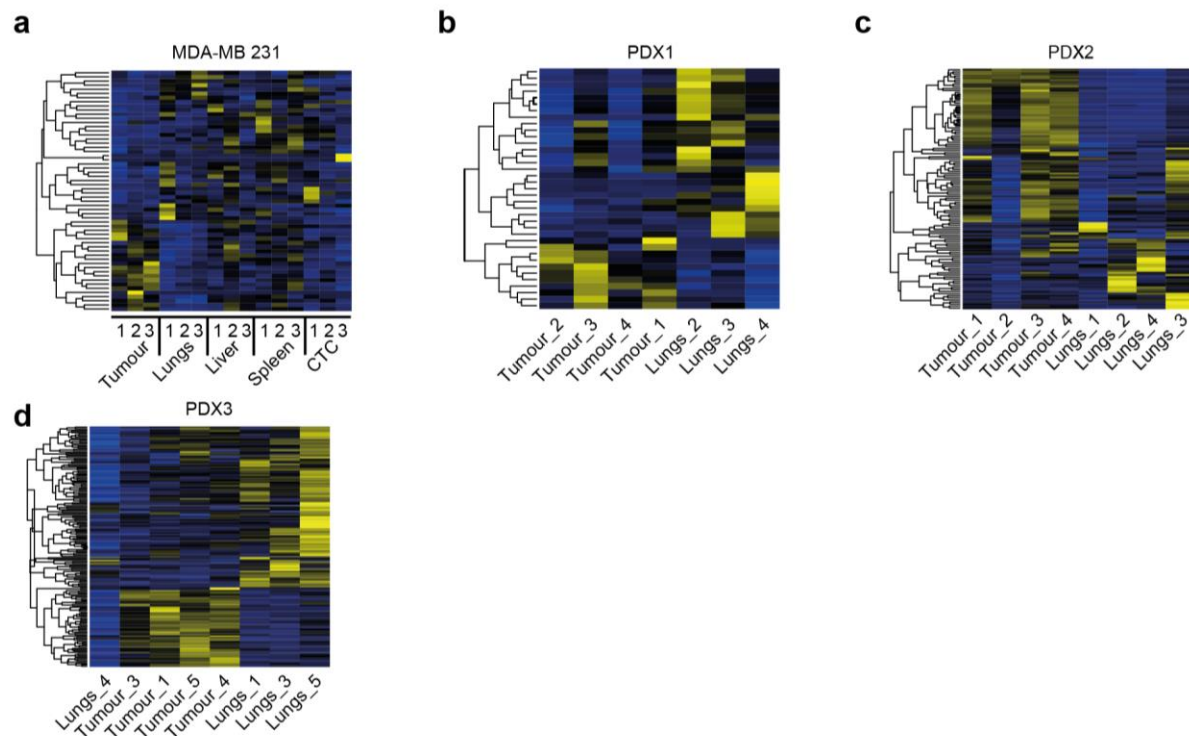 a
MDA-MB 231
1 2 3 1 2 3 1 2 3 1 2 3 1 2 3
Tumour Lungs Liver Spleen CTC
b
PDX1
Tumour_2 Tumour_3 Tumour_4 Tumour_1 Lungs_2 Lungs_3 Lungs_4
c
PDX2
Tumour_1 Tumour_2 Tumour_3 Tumour_4 Lungs_1 Lungs_2 Lungs_4 Lungs_3
d
PDX3
Lungs_4 Tumour_3 Tumour_1 Tumour_5 Tumour_4 Lungs_1 Lungs_3 Lungs_5